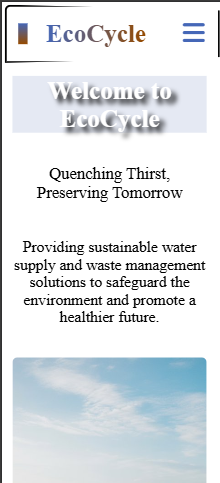 EcoCycle
Welcome to
EcoCycle
Quenching Thirst,
Preserving Tomorrow
Providing sustainable water
supply and waste management
solutions to safeguard the
environment and promote a
healthier future.